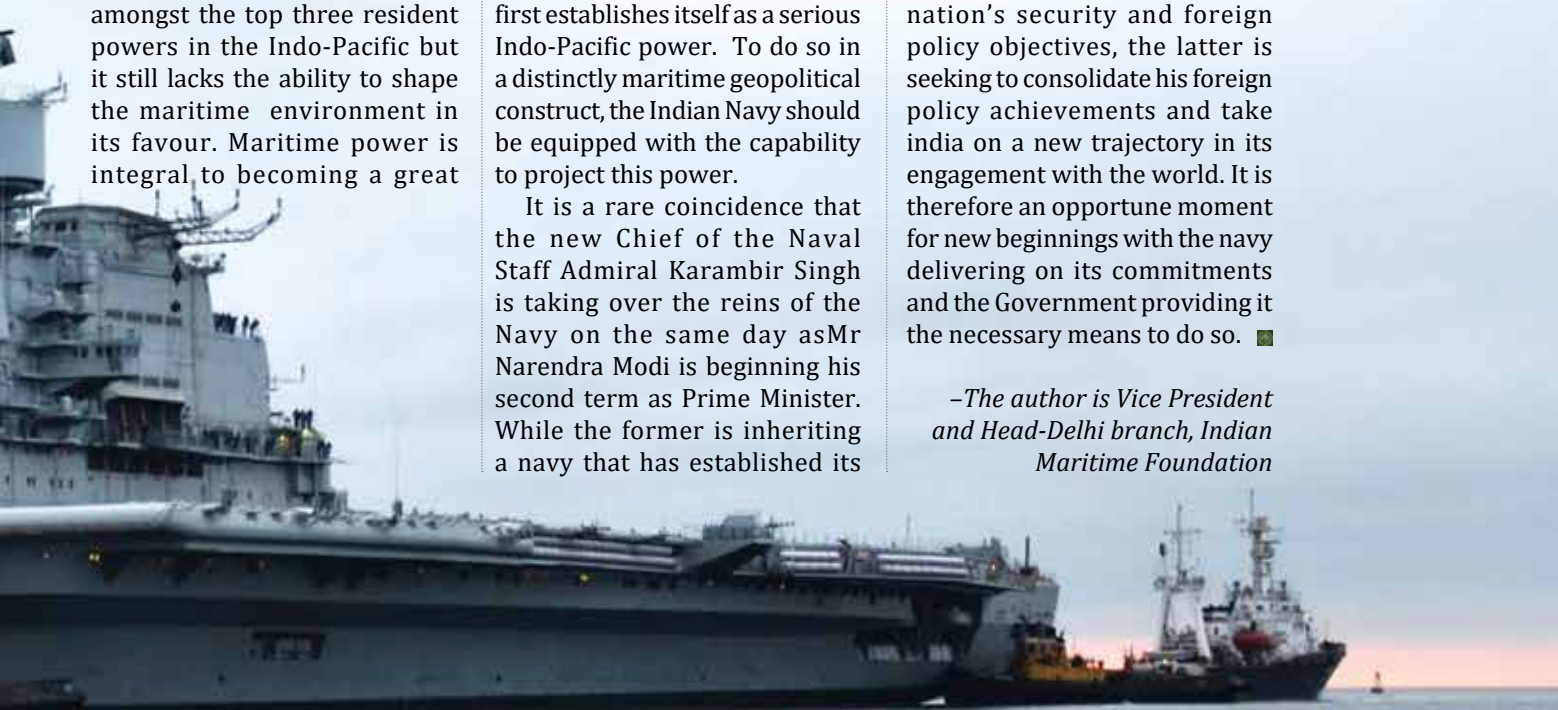 amongst the top three resident
powers in the Indo-Pacific but
it still lacks the ability to shape
the maritime environment in
its favour. Maritime power is
integral to becoming a great
first establishes itself as a serious
Indo-Pacific power. To do so in
a distinctly maritime geopolitical
construct, the Indian Navy should
be equipped with the capability
to project this power.
It is a rare coincidence that
the new Chief of the Naval
Staff Admiral Karambir Singh
is taking over the reins of the
Navy on the same day asMr
Narendra Modi is beginning his
second term as Prime Minister.
While the former is inheriting
a navy that has established its
nation's security and foreign
policy objectives, the latter is
seeking to consolidate his foreign
policy achievements and take
india on a new trajectory in its
engagement with the world. It is
therefore an opportune moment
for new beginnings with the navy
delivering on its commitments
and the Government providing it
the necessary means to do so.
–The author is Vice President
and Head-Delhi branch, Indian
Maritime Foundation